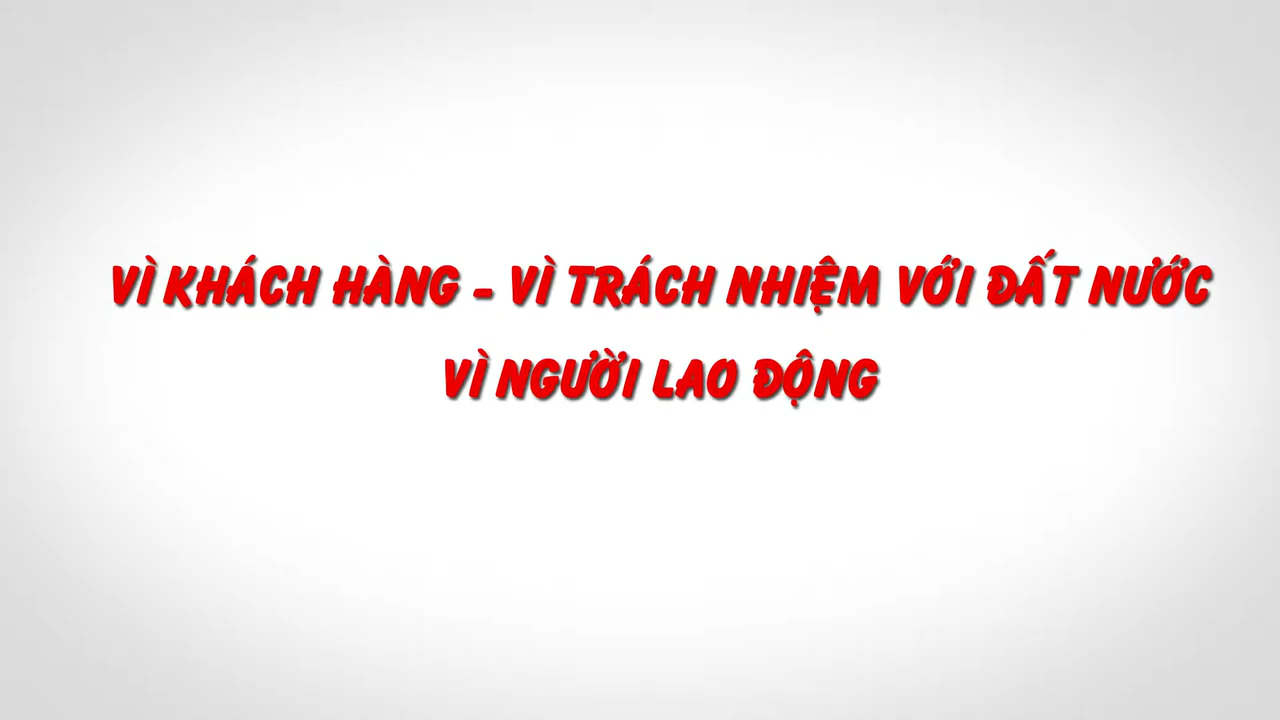 VÌ KHÁCH HÀNG - VÌ TRÁCH NHIỆM VỚI ĐẤT NƯỚC
VÌ NGƯỜI LAO ĐỘNG